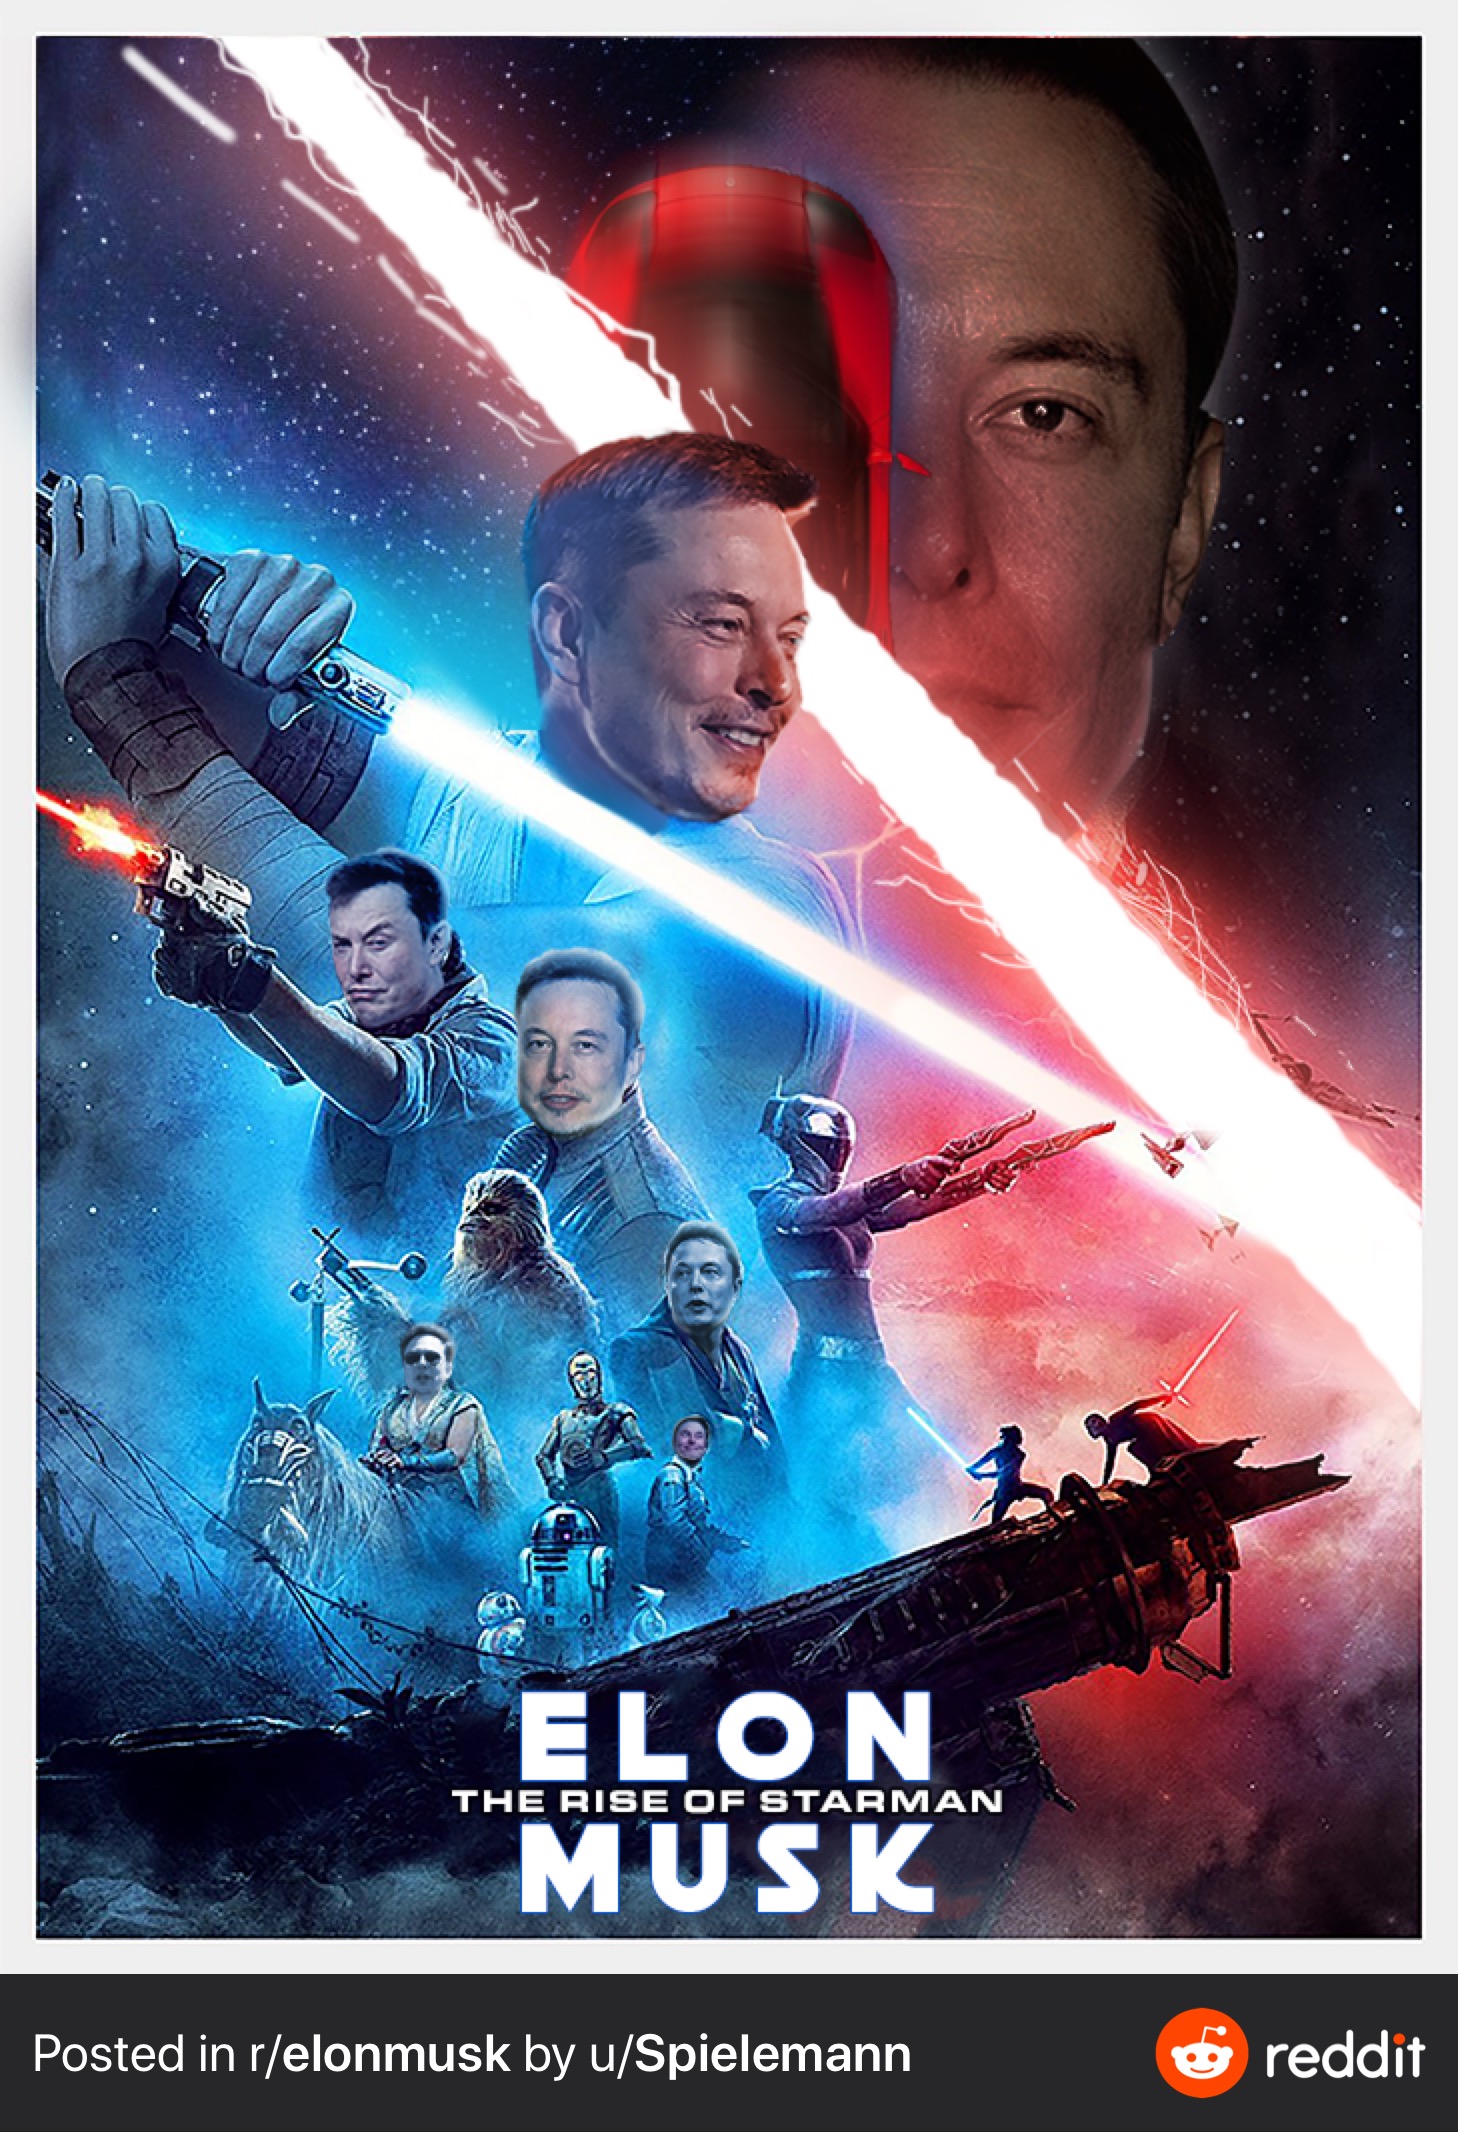 ELON
THE RISE OF STARMAN
MUSK
Posted in r/elonmusk by u/Spielemann
reddit